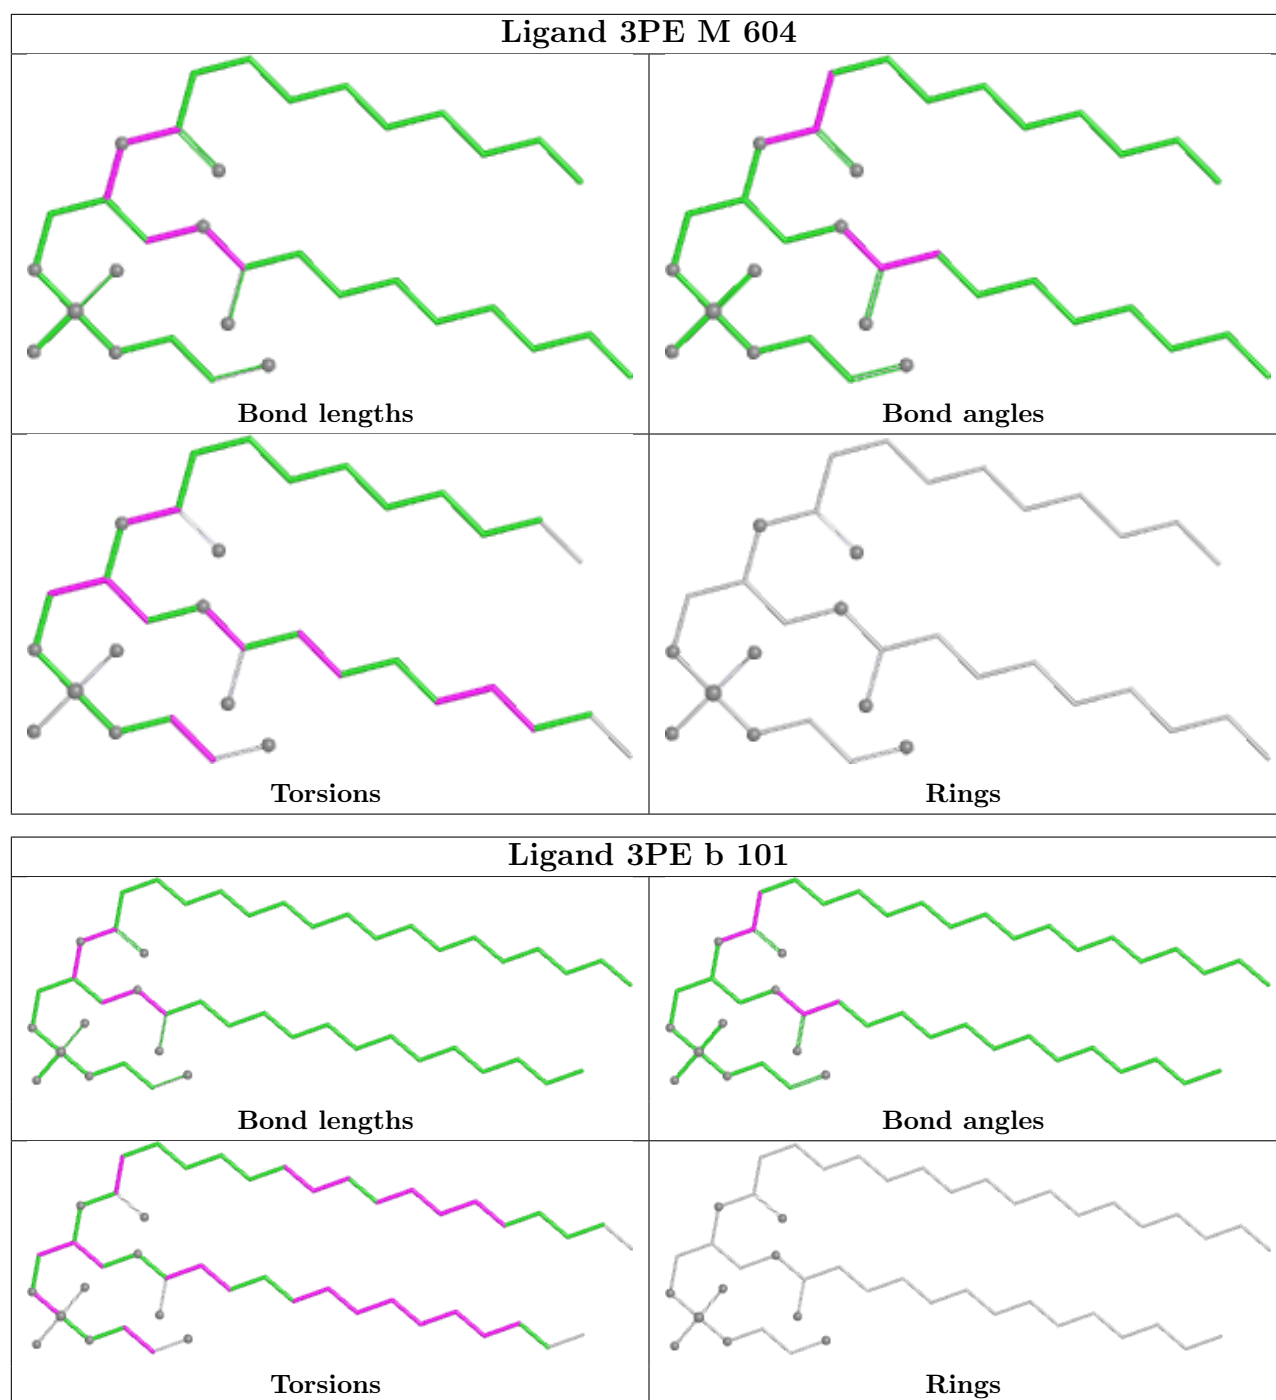 Ligand 3PE M 604
Bond lengths
Bond angles
Torsions
Rings
Ligand 3PE b 101
Bond lengths
Bond angles
Torsions
Rings